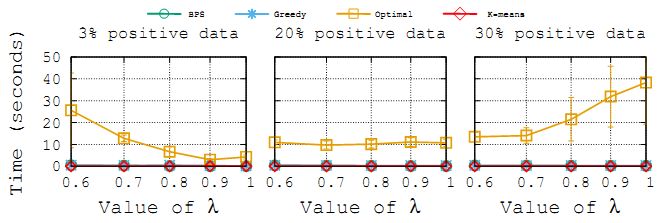 BPS Greedy Optimal K-means
3% positive data 20% positive data 30% positive data
Time (seconds)
50
40
30
20
10
0
0.6 0.7 0.8 0.9 1 0.6 0.7 0.8 0.9 1 0.6 0.7 0.8 0.9 1
Value of λ Value of λ Value of λ